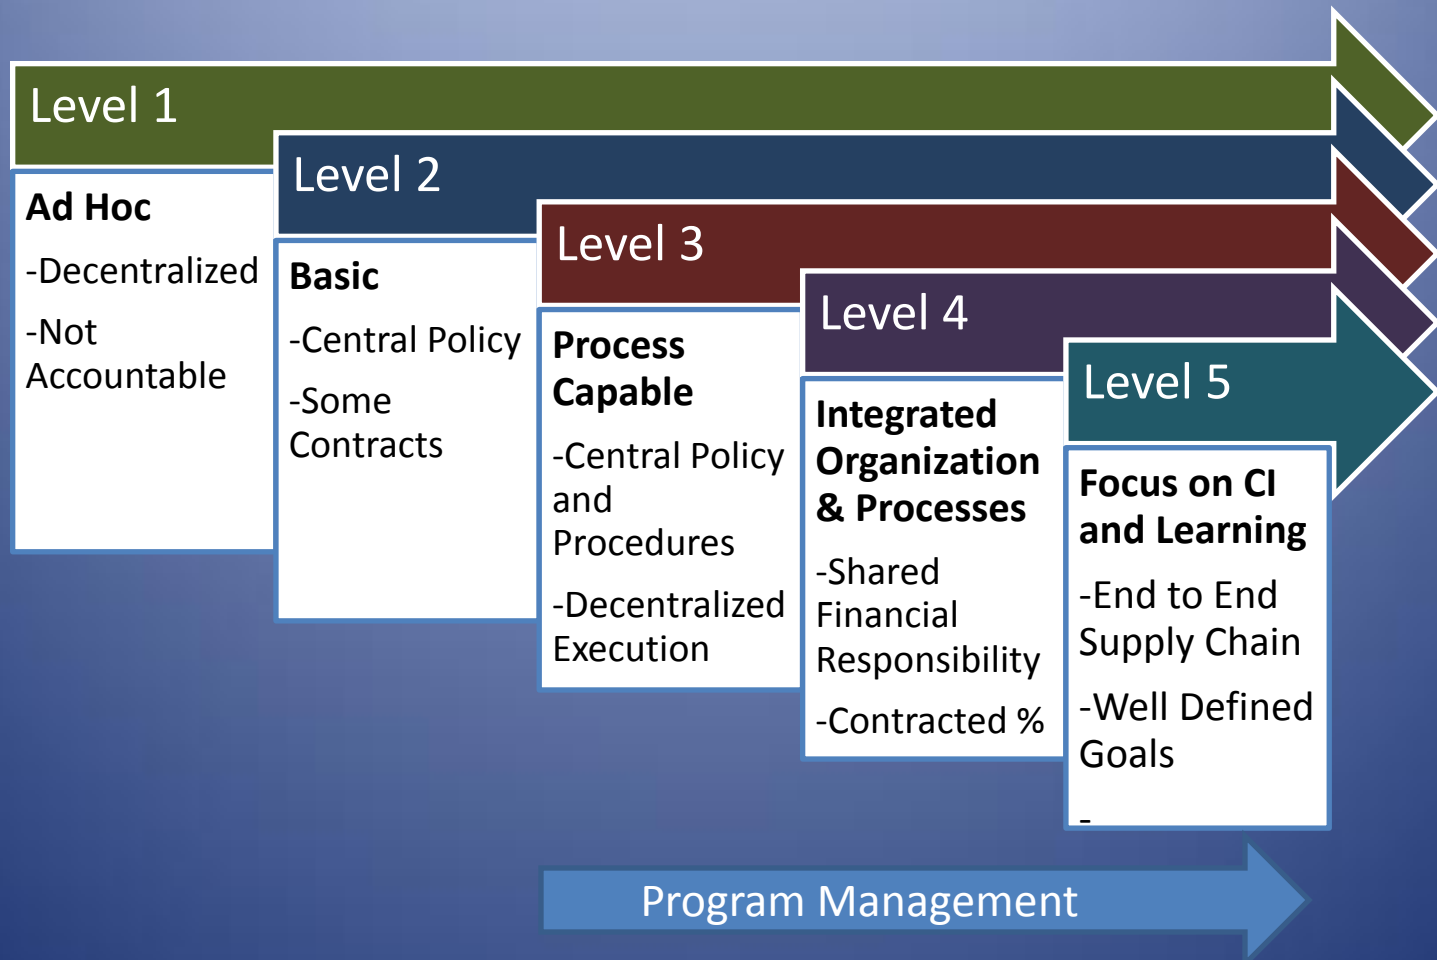 Level 1
Ad Hoc
-Decentralized
-Not
Accountable
Level 2
Basic
-Central Policy
-Some
Contracts
Level 3
Process
Capable
-Central Policy
and
Procedures
-Decentralized
Execution
Level 4
Integrated
Organization
& Processes
-Shared
Financial
Responsibility
-Contracted %
Level 5
Focus on CI
and Learning
-End to End
Supply Chain
-Well Defined
Goals
-
Program Management